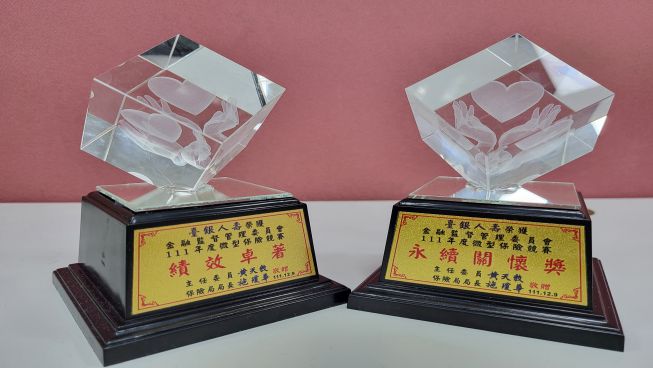 臺銀人壽榮獲
金融監督管理委員會
111年度微型保險競賽
績效卓著
主任委員 黃天牧
保險局局長 施瓊華 敬贈
111.12.9
臺銀人壽榮獲
金融監督管理委員會
111年度微型保險競賽
永續關懷獎
主任委員 黃天牧
保險局局長 施瓊華 敬贈
111.12.9